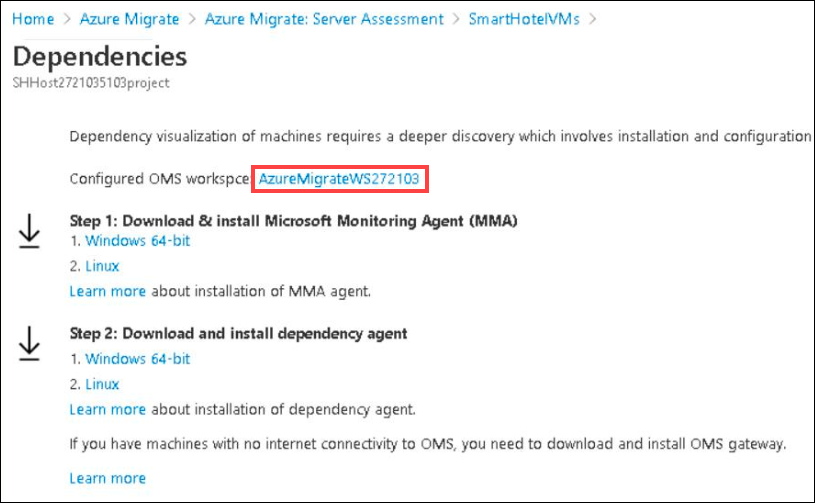 Home > Azure Migrate > Azure Migrate: Server Assessment > SmartHotelVMs >
Dependencies
SHHost2721035103project
Dependency visualization of machines requires a deeper discovery which involves installation and configuration
Configured OMS workspce: AzureMigrateWS272103
Step 1: Download & install Microsoft Monitoring Agent (MMA)
1. Windows 64-bit
2. Linux
Learn more about installation of MMA agent.
Step 2: Download and install dependency agent
1. Windows 64-bit
2. Linux
Learn more about installation of dependency agent.
If you have machines with no internet connectivity to OMS, you need to download and install OMS gateway.
Learn more